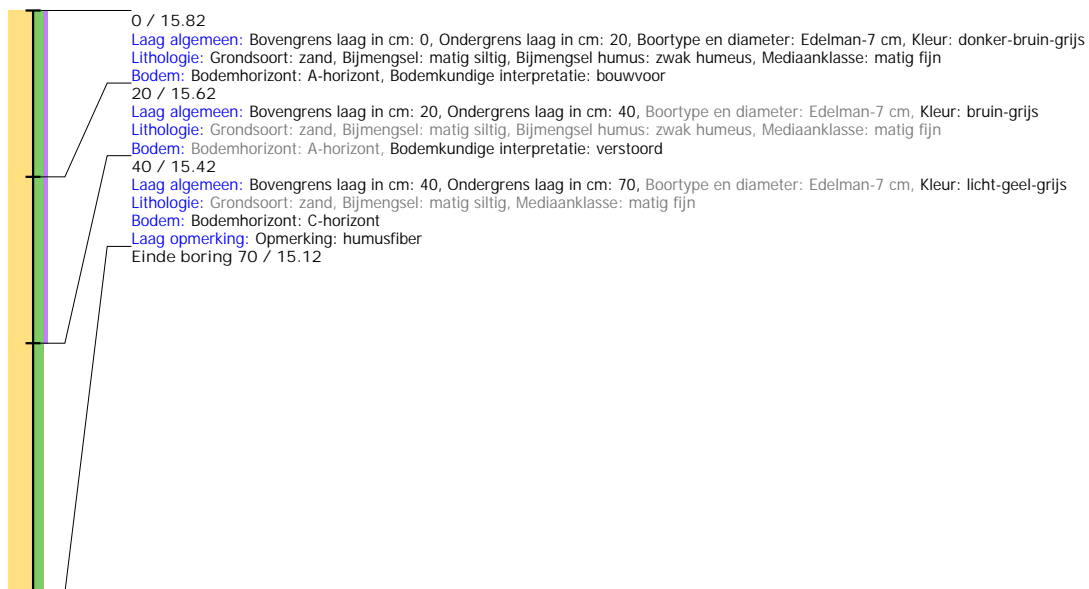 0 / 15.82
Laag algemeen: Bovengrens laag in cm: 0, Ondergrens laag in cm: 20, Boortype en diameter: Edelman-7 cm, Kleur: donker-bruin-grijs
Lithologie: Grondsoort: zand, Bijmengsel: matig siltig, Bijmengsel humus: zwak humeus, Mediaanklasse: matig fijn
Bodem: Bodemhorizont: A-horizont, Bodemkundige interpretatie: bouwvoor
20 / 15.62
Laag algemeen: Bovengrens laag in cm: 20, Ondergrens laag in cm: 40, Boortype en diameter: Edelman-7 cm, Kleur: bruin-grijs
Lithologie: Grondsoort: zand, Bijmengsel: matig siltig, Bijmengsel humus: zwak humeus, Mediaanklasse: matig fijn
Bodem: Bodemhorizont: A-horizont, Bodemkundige interpretatie: verstoord
40 / 15.42
Laag algemeen: Bovengrens laag in cm: 40, Ondergrens laag in cm: 70, Boortype en diameter: Edelman-7 cm, Kleur: licht-geel-grijs
Lithologie: Grondsoort: zand, Bijmengsel: matig siltig, Mediaanklasse: matig fijn
Bodem: Bodemhorizont: C-horizont
Laag opmerking: Opmerking: humusfiber
Einde boring 70 / 15.12